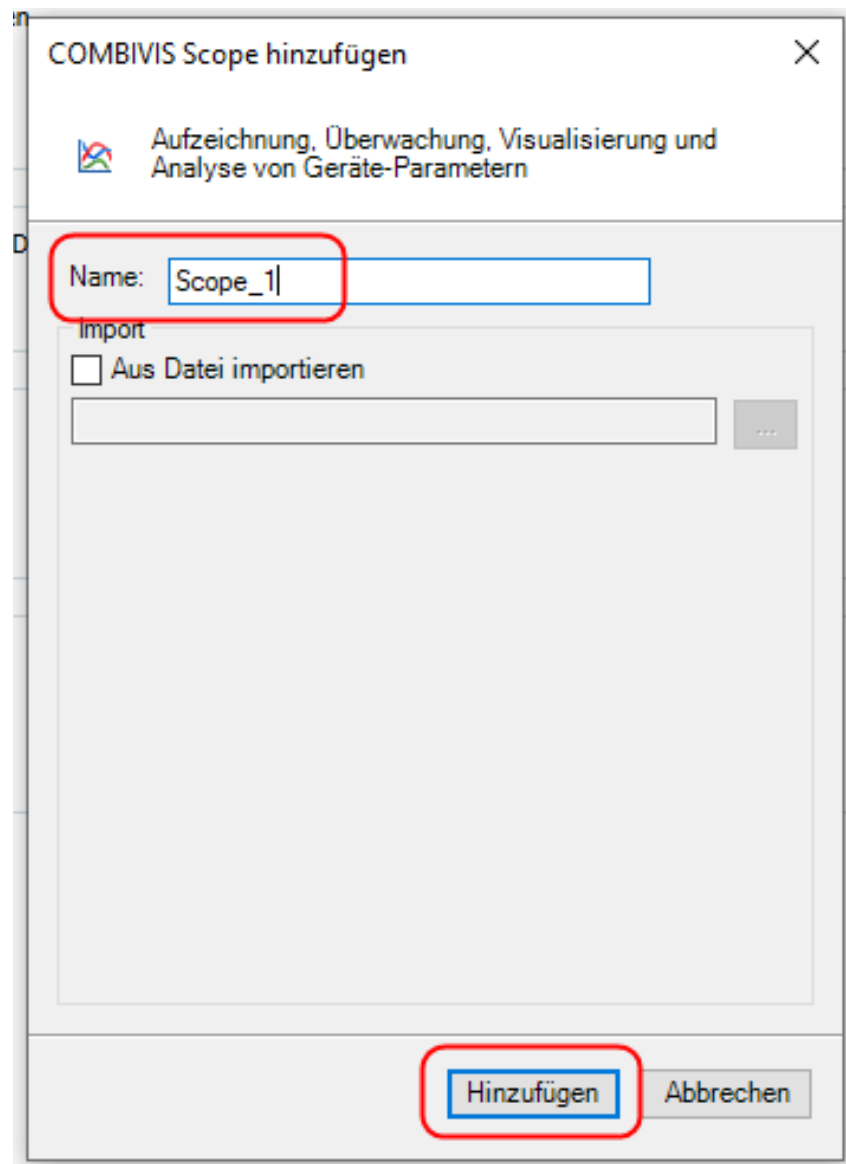 en
COMBIVIS Scope hinzufügen
Aufzeichnung, Überwachung, Visualisierung und
Analyse von Geräte-Parametern
D
Name: Scope_1
Import
Aus Datei importieren
...
Hinzufügen Abbrechen